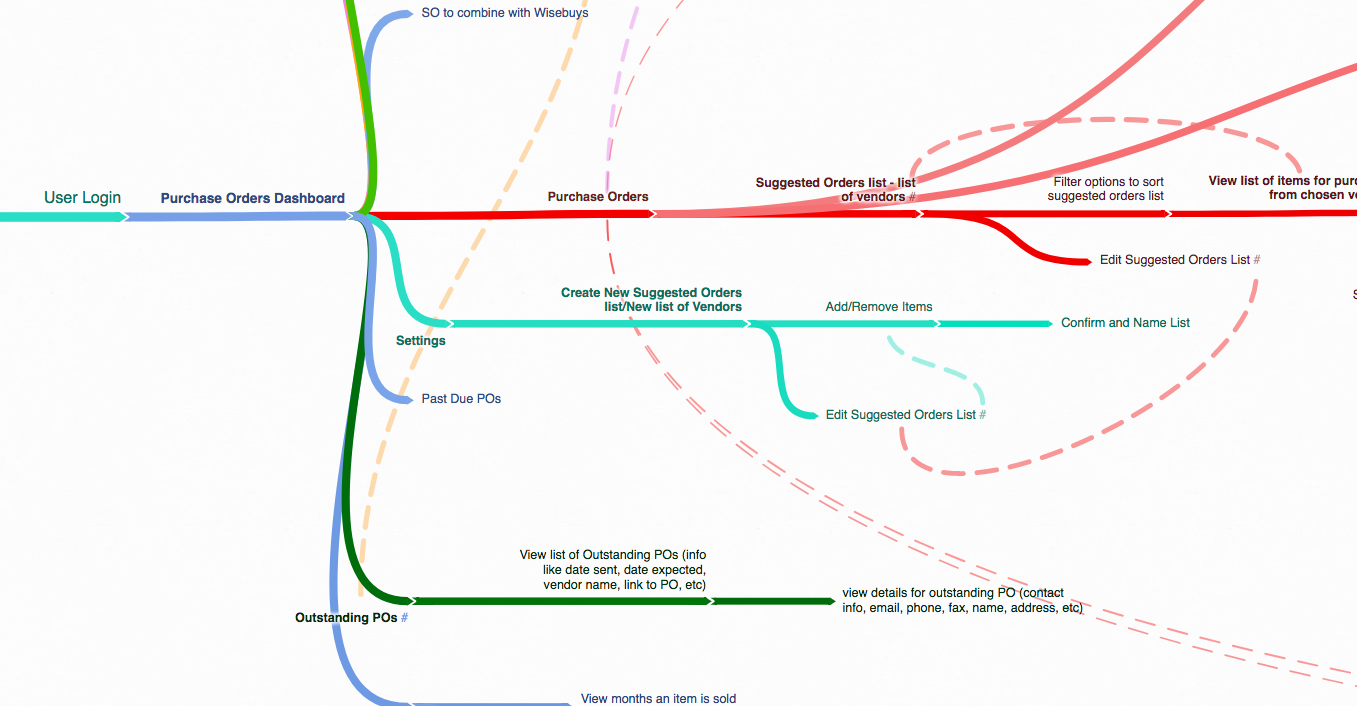 SO to combine with Wisebuys
User Login
Purchase Orders Dashboard
Purchase Orders
Suggested Orders list - list
of vendors #
Filter options to sort
suggested orders list
View list of items for
from chosen
Edit Suggested Orders List #
Create New Suggested Orders
list/New list of Vendors
Add/Remove Items
Confirm and Name List
Settings
Past Due POs
Edit Suggested Orders List #
View list of Outstanding POs (info
like date sent, date expected,
vendor name, link to PO, etc)
view details for outstanding PO (contact
info, email, phone, fax, name, address, etc)
Outstanding POs #
View months an item is sold